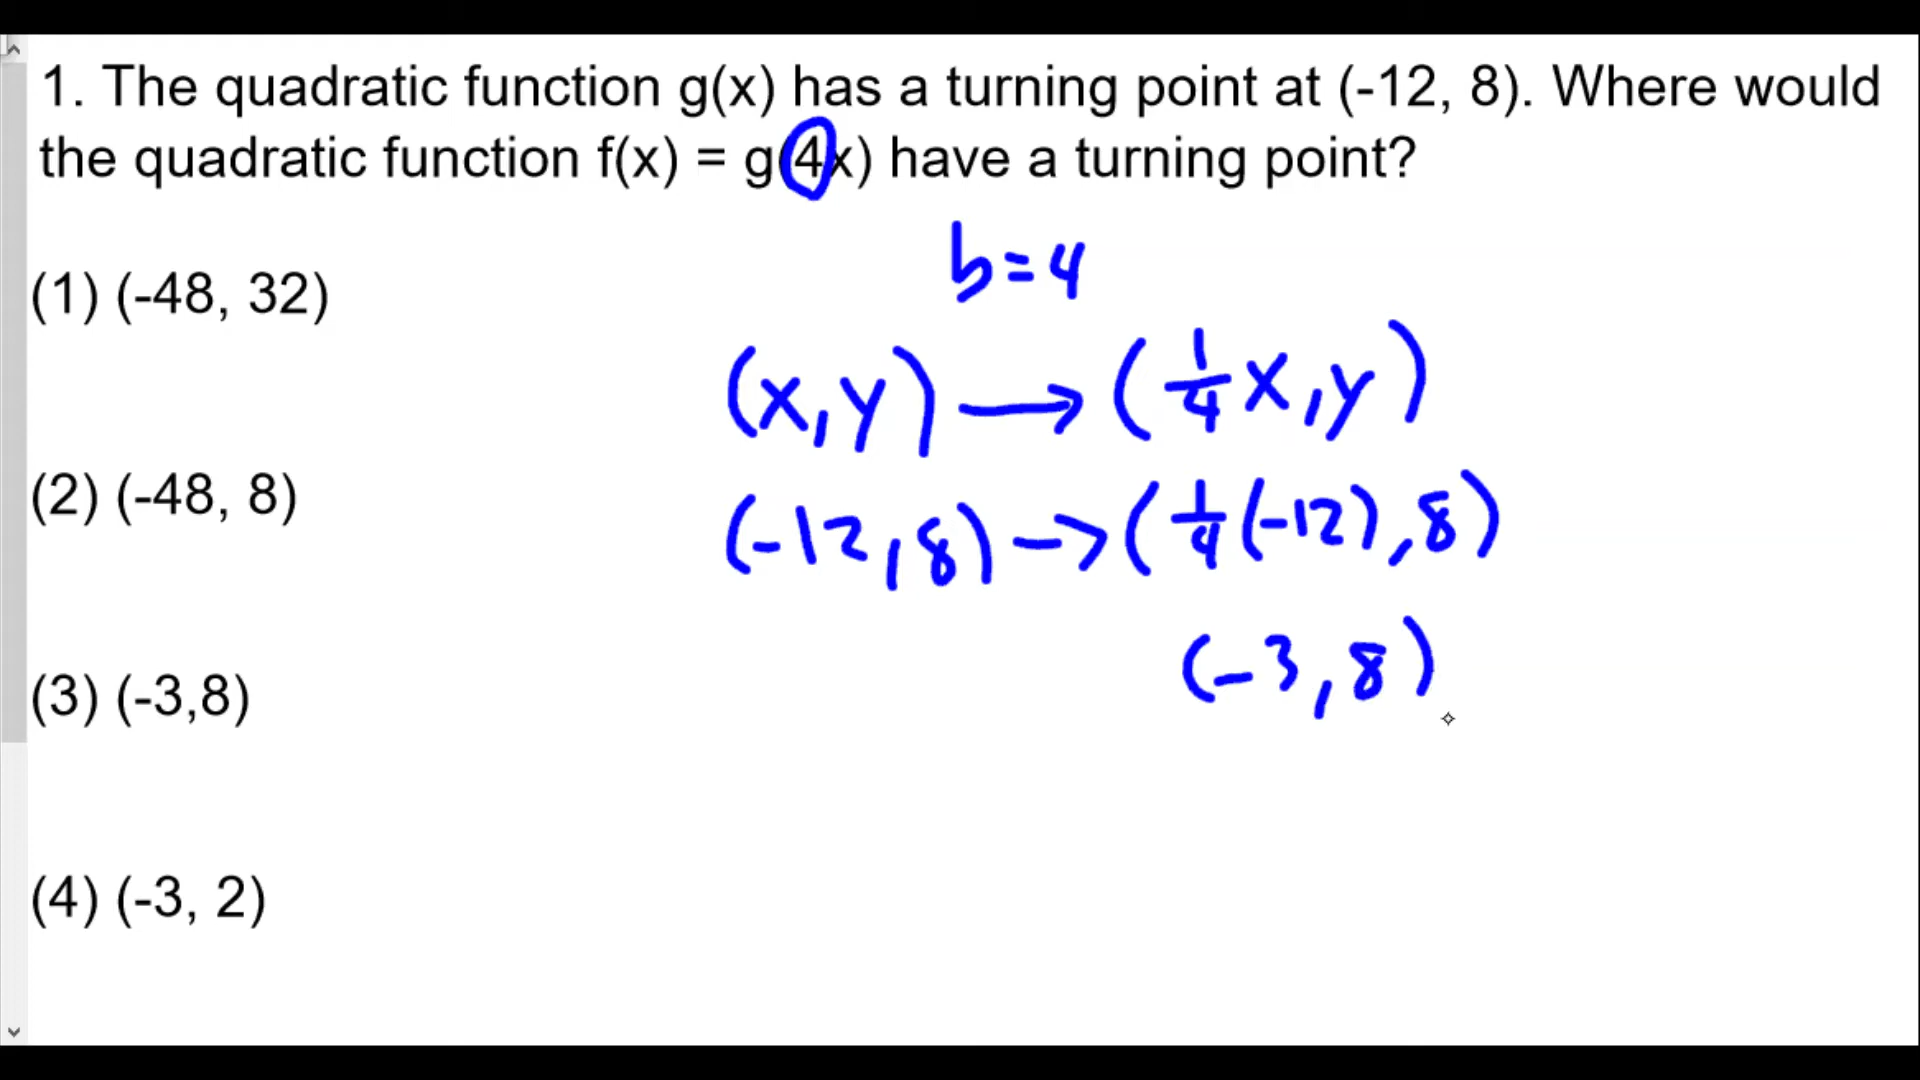 1. The quadratic function g(x) has a turning point at (-12, 8). Where would
the quadratic function f(x) = g(4x) have a turning point?
b=4
(1) (-48, 32)
(x,y) → (1/4 x, y)
(2) (-48, 8)
(-12, 8) → (1/4 (-12), 8)
(3) (-3,8)
(-3, 8)
(4) (-3, 2)